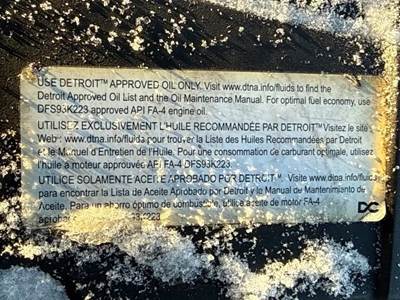 USE DETROIT™ APPROVED OIL ONLY. Visit www.dtna.info/fluids to find the
Detroit Approved Oil List and the Oil Maintenance Manual. For optimal fuel economy, use
DFS93K223 approved API FA-4 engine oil.
UTILISEZ EXCLUSIVEMENT L'HUILE RECOMMANDÉE PAR DETROIT™ Visitez le site
Web: www.dtna.info/fluids pour trouver la Liste des Huiles Recommandées par Detroit
et le Manuel d'Entretien de l'Huile. Pour une consommation de carburant optimale, utilisez
l'huile à moteur approuvée API FA-4 DFS93K223.
UTILICE SOLAMENTE ACEITE APROBADO POR DETROIT™. Visite www.dtna.info/fluids
para encontrar la Lista de Aceite Aprobado por Detroit y el Manual de Mantenimiento de
Aceite. Para un ahorro óptimo de combustible, utilice aceite de motor FA-4
K223.